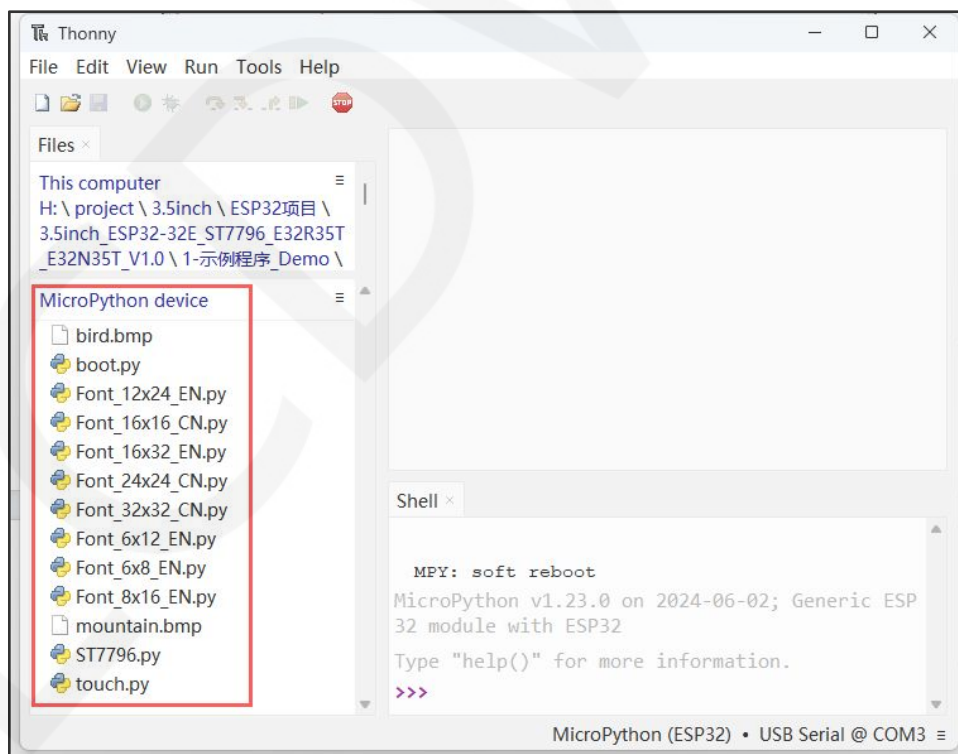 Thonny
File Edit View Run Tools Help
STOP
Files
This computer
H: \ project \ 3.5inch \ ESP32项目 \
3.5inch_ESP32-32E_ST7796_E32R35T
_E32N35T_V1.0 \ 1-示例程序_Demo \
MicroPython device
bird.bmp
boot.py
Font_12x24_EN.py
Font_16x16_CN.py
Font_16x32_EN.py
Font_24x24_CN.py
Font_32x32_CN.py
Font_6x12_EN.py
Font_6x8_EN.py
Font_8x16_EN.py
mountain.bmp
ST7796.py
touch.py
Shell
MPY: soft reboot
MicroPython v1.23.0 on 2024-06-02; Generic ESP
32 module with ESP32
Type "help()" for more information.
>>>
MicroPython (ESP32) • USB Serial @ COM3